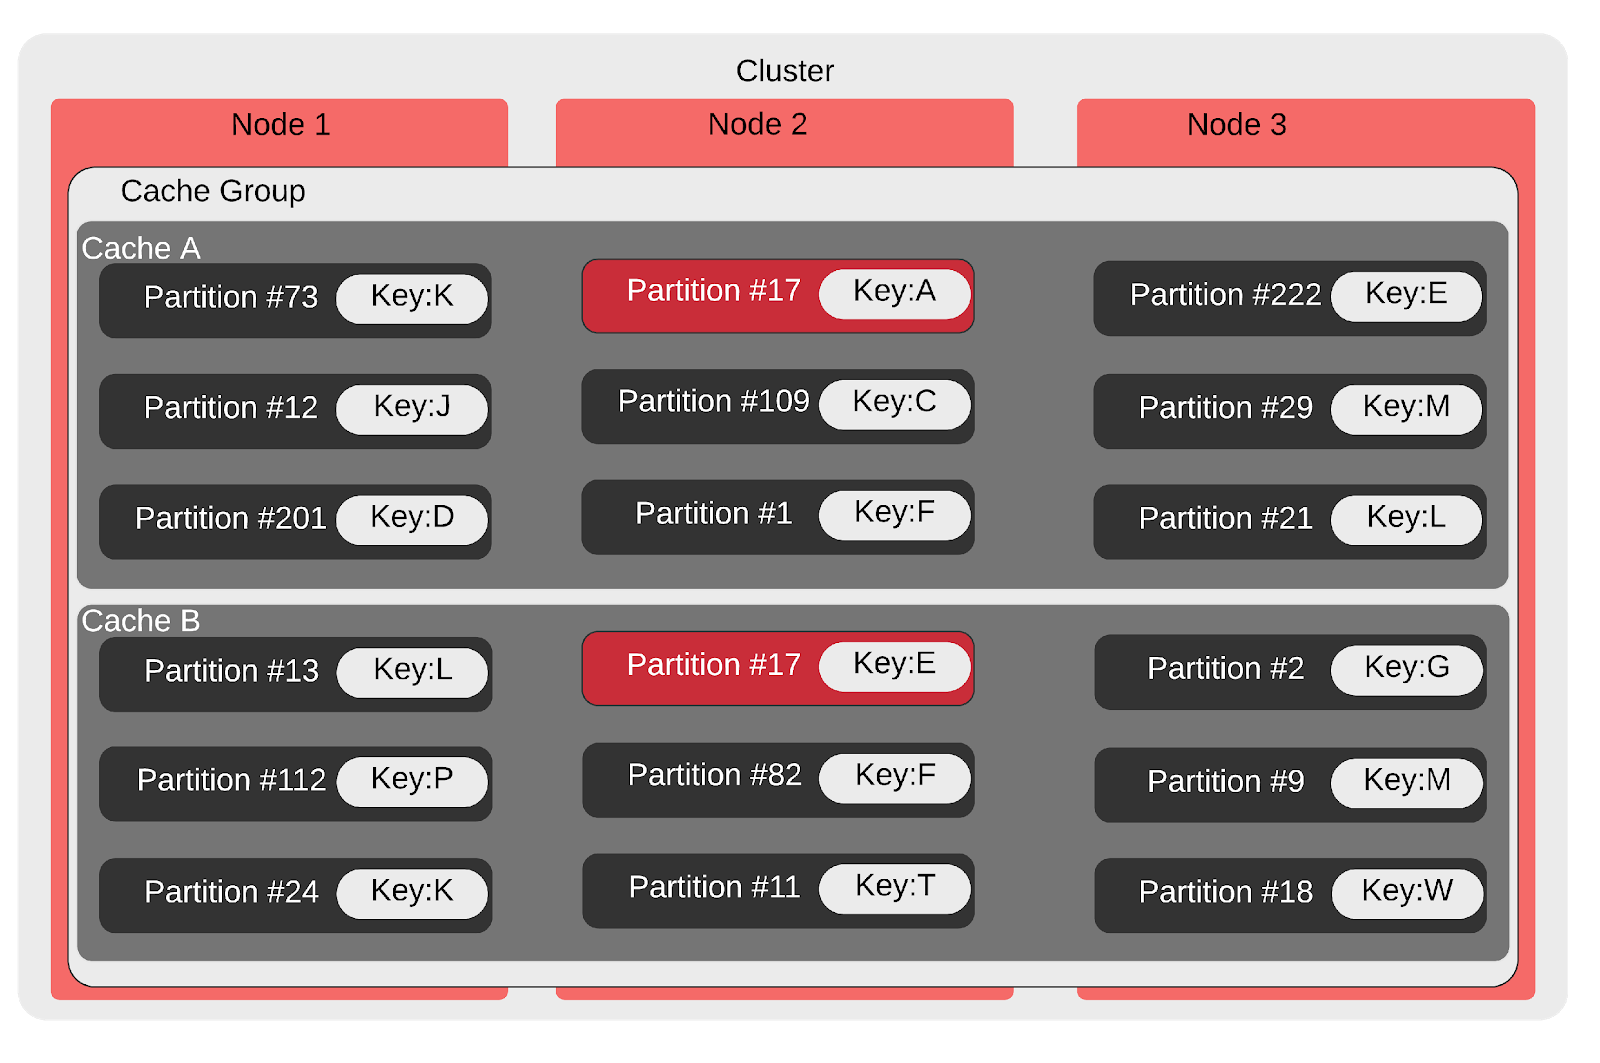 Cluster
Node 1 Node 2 Node 3
Cache Group
Cache A
Partition #73 Key:K Partition #17 Key:A Partition #222 Key:E
Partition #12 Key:J Partition #109 Key:C Partition #29 Key:M
Partition #201 Key:D Partition #1 Key:F Partition #21 Key:L
Cache B
Partition #13 Key:L Partition #17 Key:E Partition #2 Key:G
Partition #112 Key:P Partition #82 Key:F Partition #9 Key:M
Partition #24 Key:K Partition #11 Key:T Partition #18 Key:W